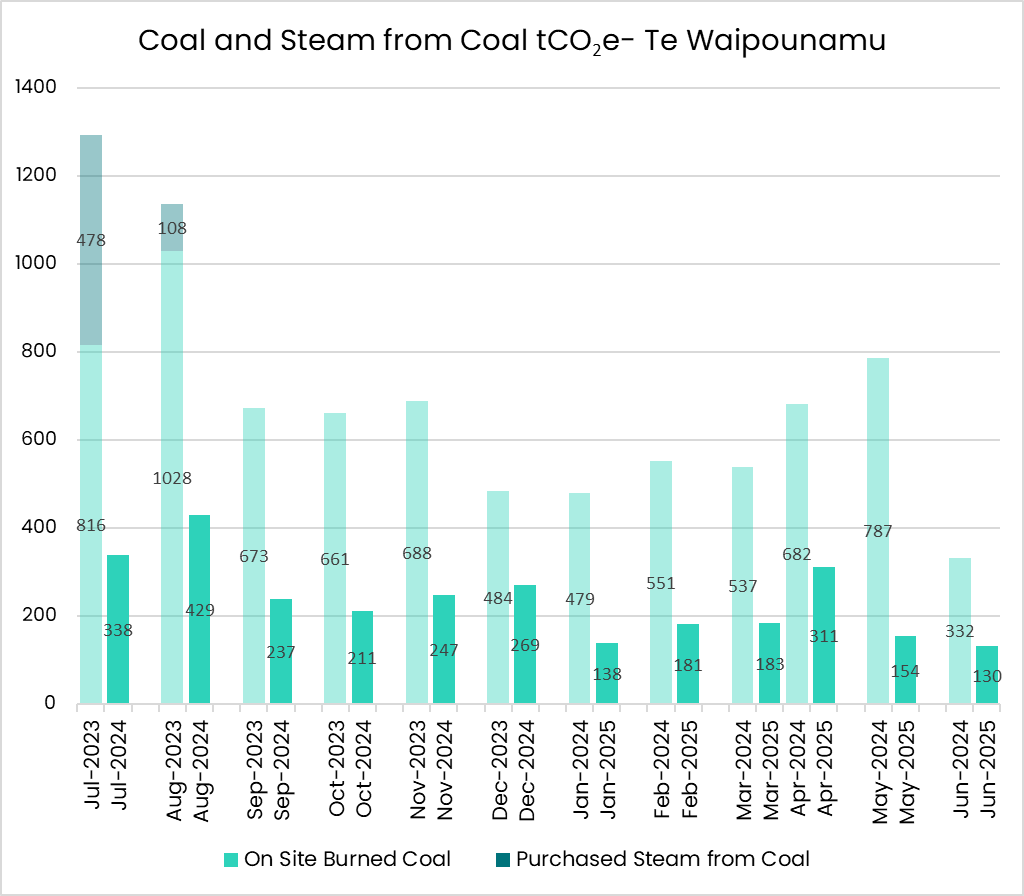 Coal and Steam from Coal tCO₂e- Te Waipounamu
1400
1200
1000
800
600
400
200
0
478
816
338
108
1028
429
673
237
661
211
688
247
484
269
479
138
551
181
537
183
682
311
787
154
332
130
Jul-2023
Jul-2024
Aug-2023
Aug-2024
Sep-2023
Sep-2024
Oct-2023
Oct-2024
Nov-2023
Nov-2024
Dec-2023
Dec-2024
Jan-2024
Jan-2025
Feb-2024
Feb-2025
Mar-2024
Mar-2025
Apr-2024
Apr-2025
May-2024
May-2025
Jun-2024
Jun-2025
On Site Burned Coal
Purchased Steam from Coal